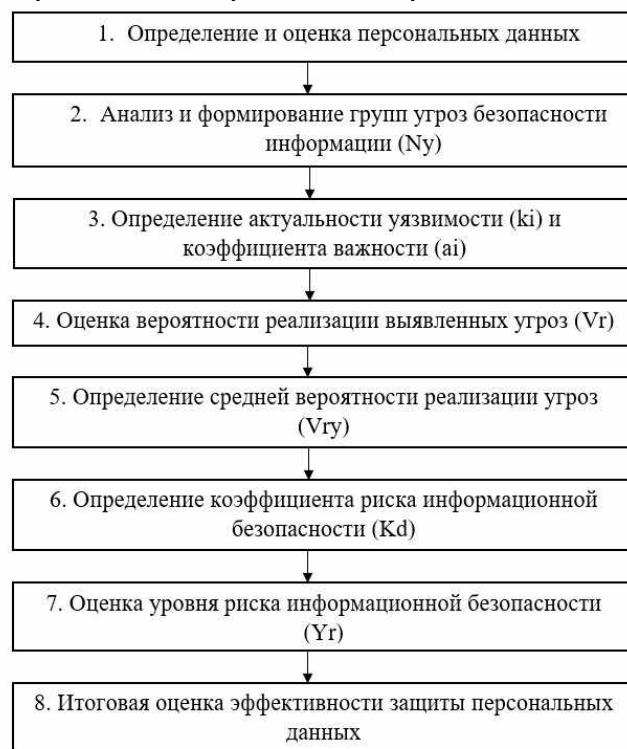 1. Определение и оценка персональных данных
2. Анализ и формирование групп угроз безопасности
информации (Ny)
3. Определение актуальности уязвимости (ki) и
коэффициента важности (ai)
4. Оценка вероятности реализации выявленных угроз (Vr)
5. Определение средней вероятности реализации угроз
(Vry)
6. Определение коэффициента риска информационной
безопасности (Kd)
7. Оценка уровня риска информационной безопасности
(Yr)
8. Итоговая оценка эффективности защиты персональных
данных